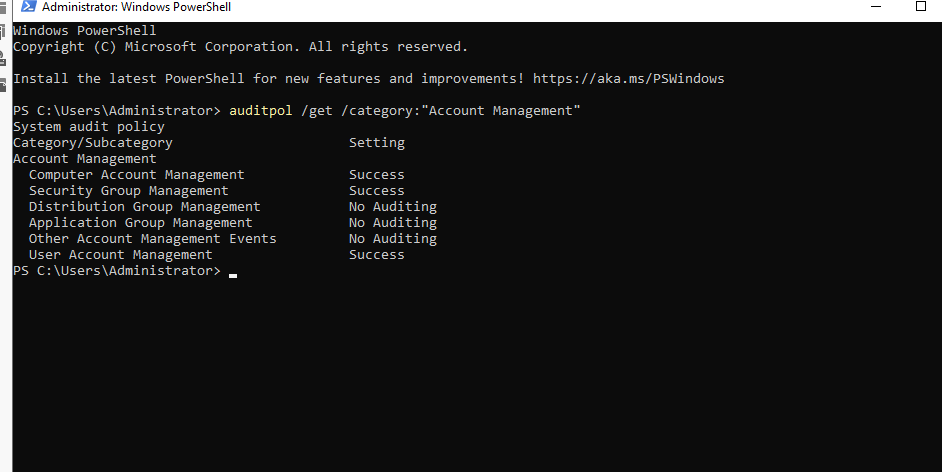 Administrator: Windows PowerShell
Windows PowerShell
Copyright (C) Microsoft Corporation. All rights reserved.
Install the latest PowerShell for new features and improvements! https://aka.ms/PSWindows
PS C:\Users\Administrator> auditpol /get /category:"Account Management"
System audit policy
Category/Subcategory                      Setting
Account Management
  Computer Account Management             Success
  Security Group Management               Success
  Distribution Group Management           No Auditing
  Application Group Management            No Auditing
  Other Account Management Events         No Auditing
  User Account Management                 Success
PS C:\Users\Administrator>